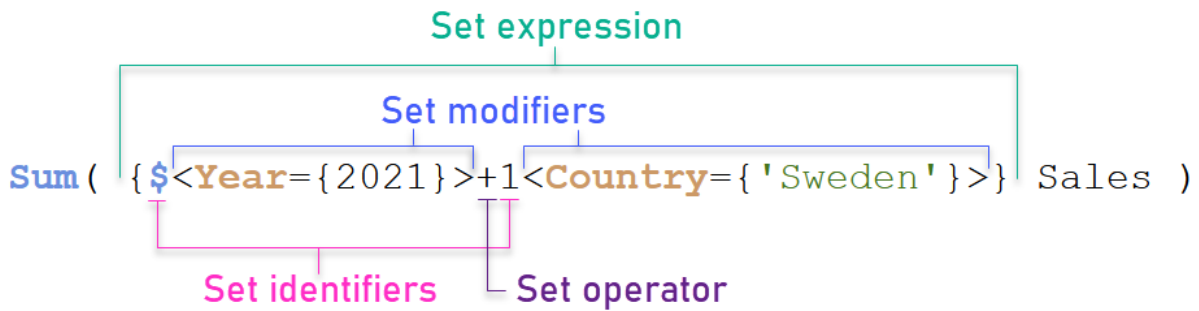 Set expression
Set modifiers
Sum( {$<Year={2021}>+1<Country={'Sweden'}>} Sales )
Set identifiers
Set operator